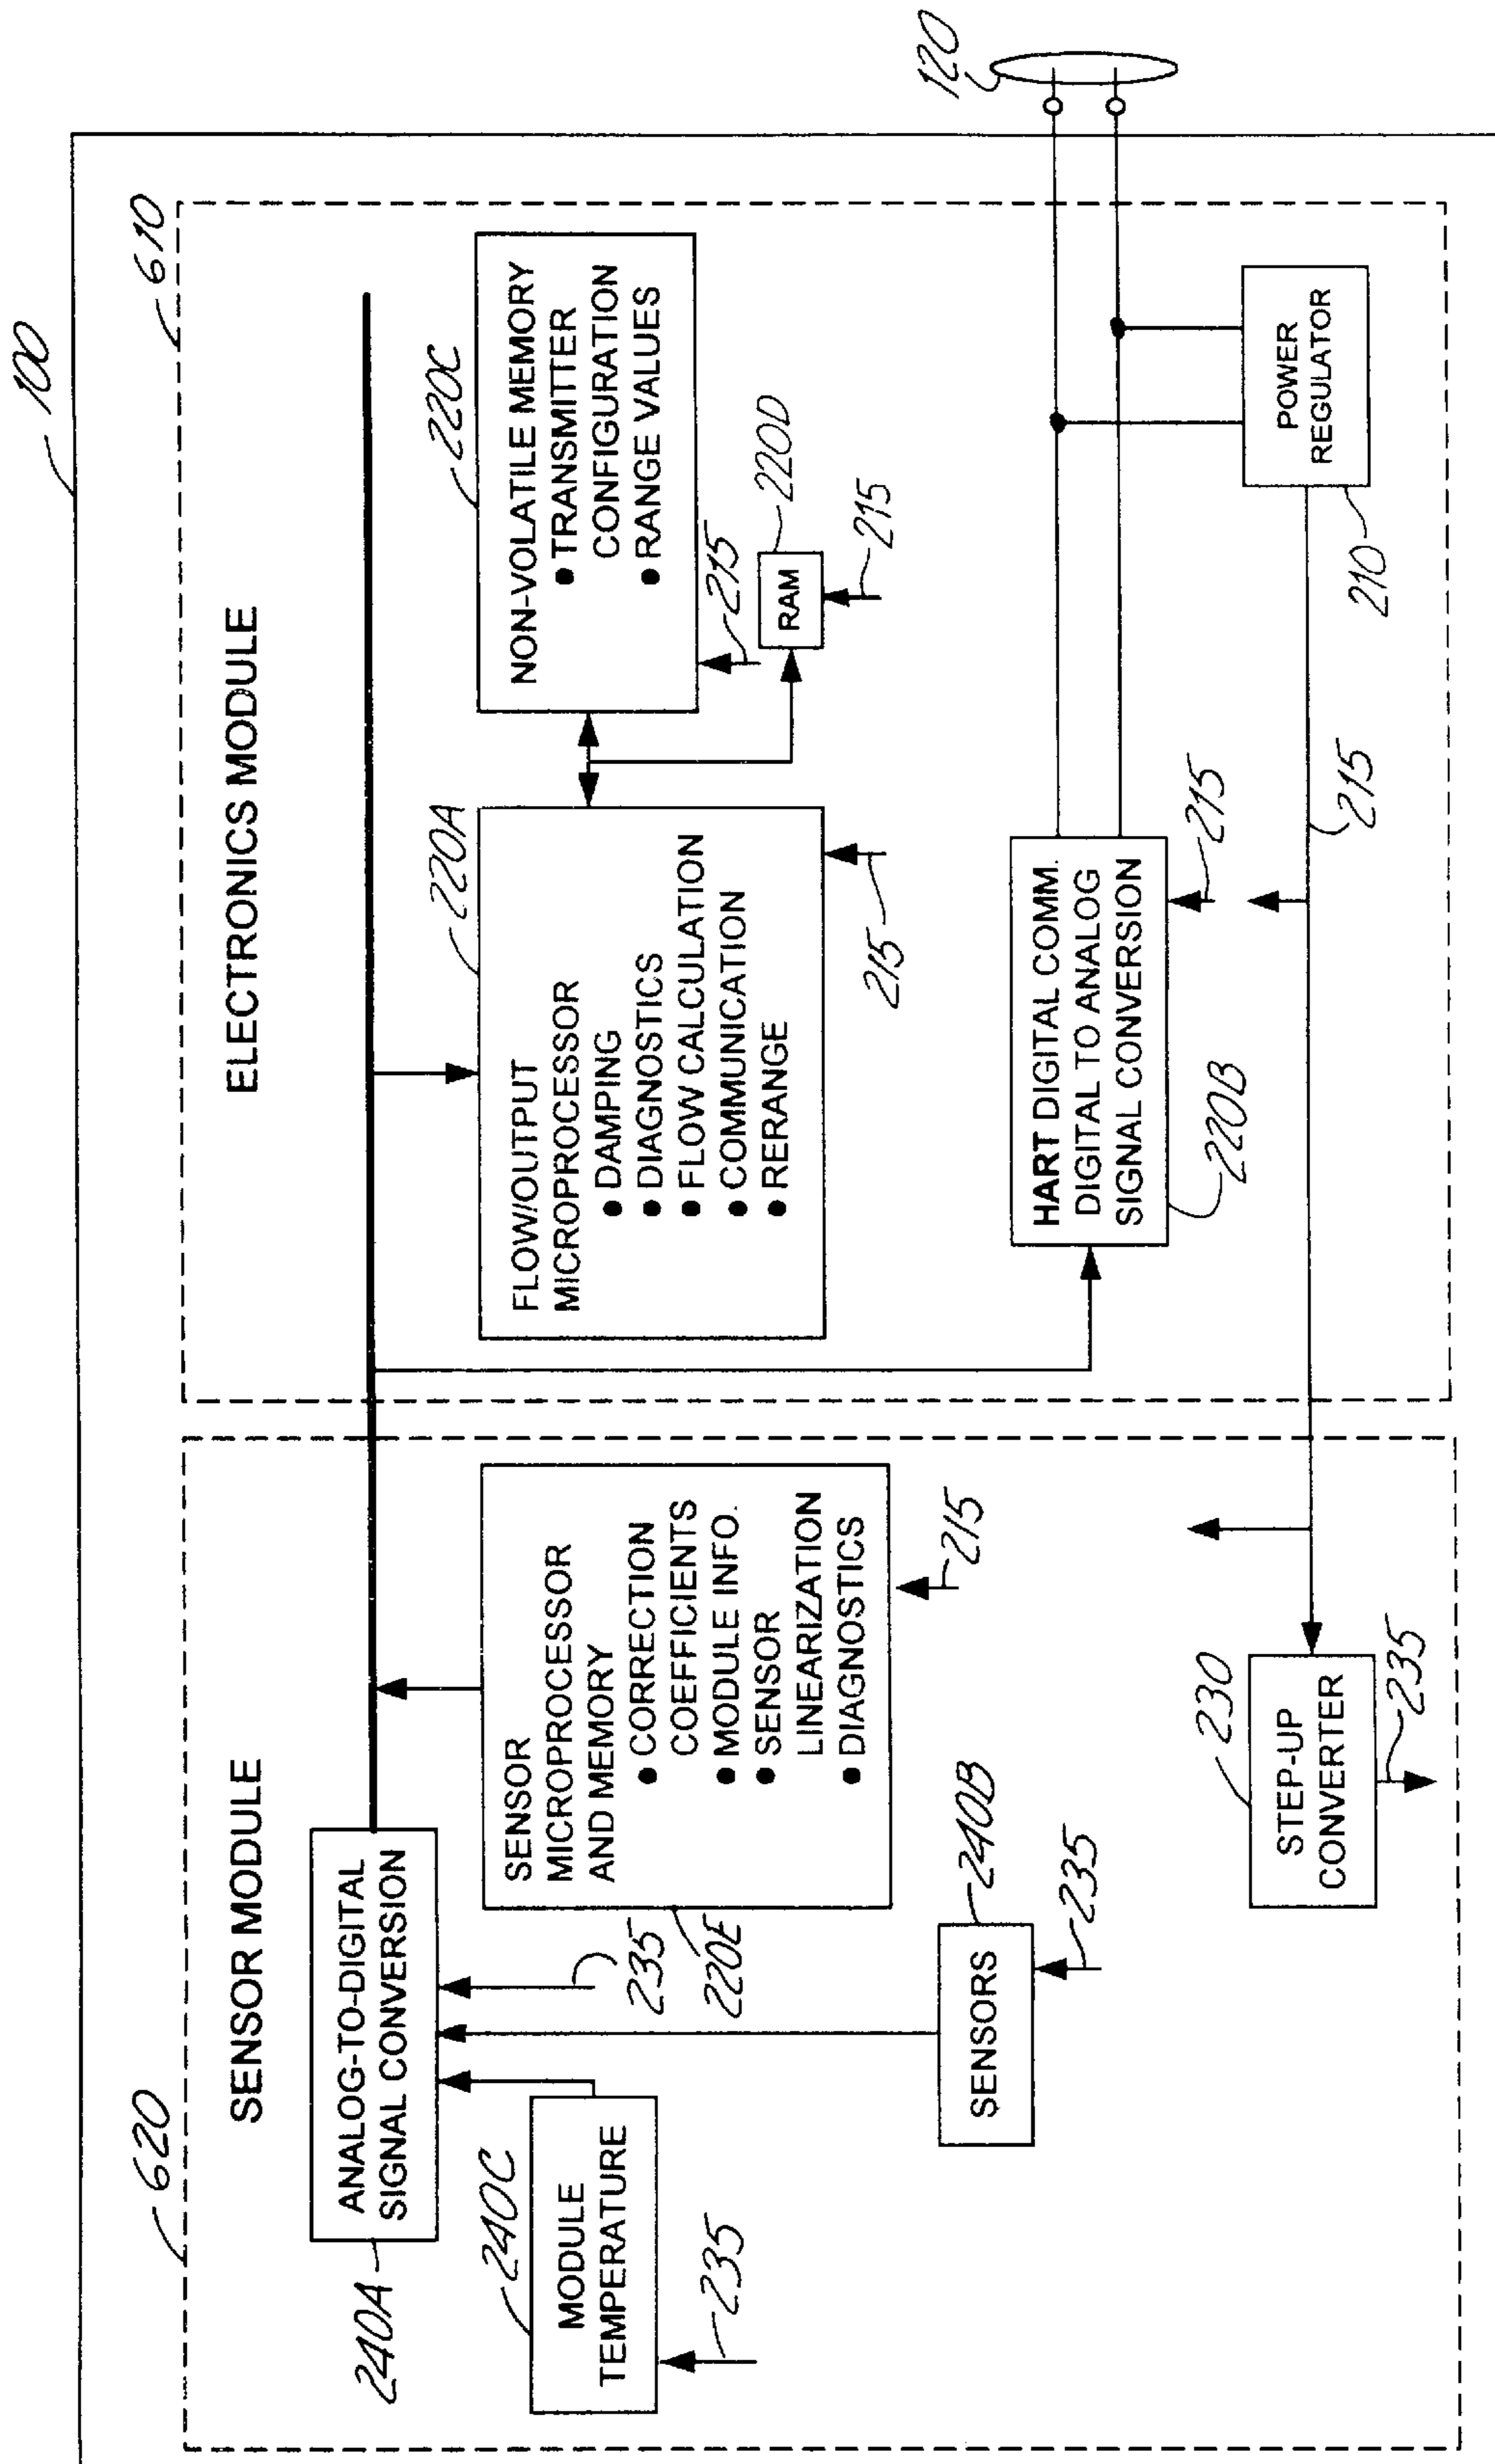 100
620
SENSOR MODULE
240A
ANALOG-TO-DIGITAL
SIGNAL CONVERSION
240C
MODULE
TEMPERATURE
235
235
220E
SENSOR
MICROPROCESSOR
AND MEMORY
● CORRECTION
COEFFICIENTS
● MODULE INFO.
● SENSOR
LINEARIZATION
● DIAGNOSTICS
215
240B
SENSORS
235
230
STEP-UP
CONVERTER
235
610
ELECTRONICS MODULE
220A
FLOW/OUTPUT
MICROPROCESSOR
● DAMPING
● DIAGNOSTICS
● FLOW CALCULATION
● COMMUNICATION
● RERANGE
215
220C
NON-VOLATILE MEMORY
● TRANSMITTER
CONFIGURATION
● RANGE VALUES
215
220D
RAM
215
HART DIGITAL COMM.
DIGITAL TO ANALOG
SIGNAL CONVERSION
220B
215
215
POWER
REGULATOR
210
120